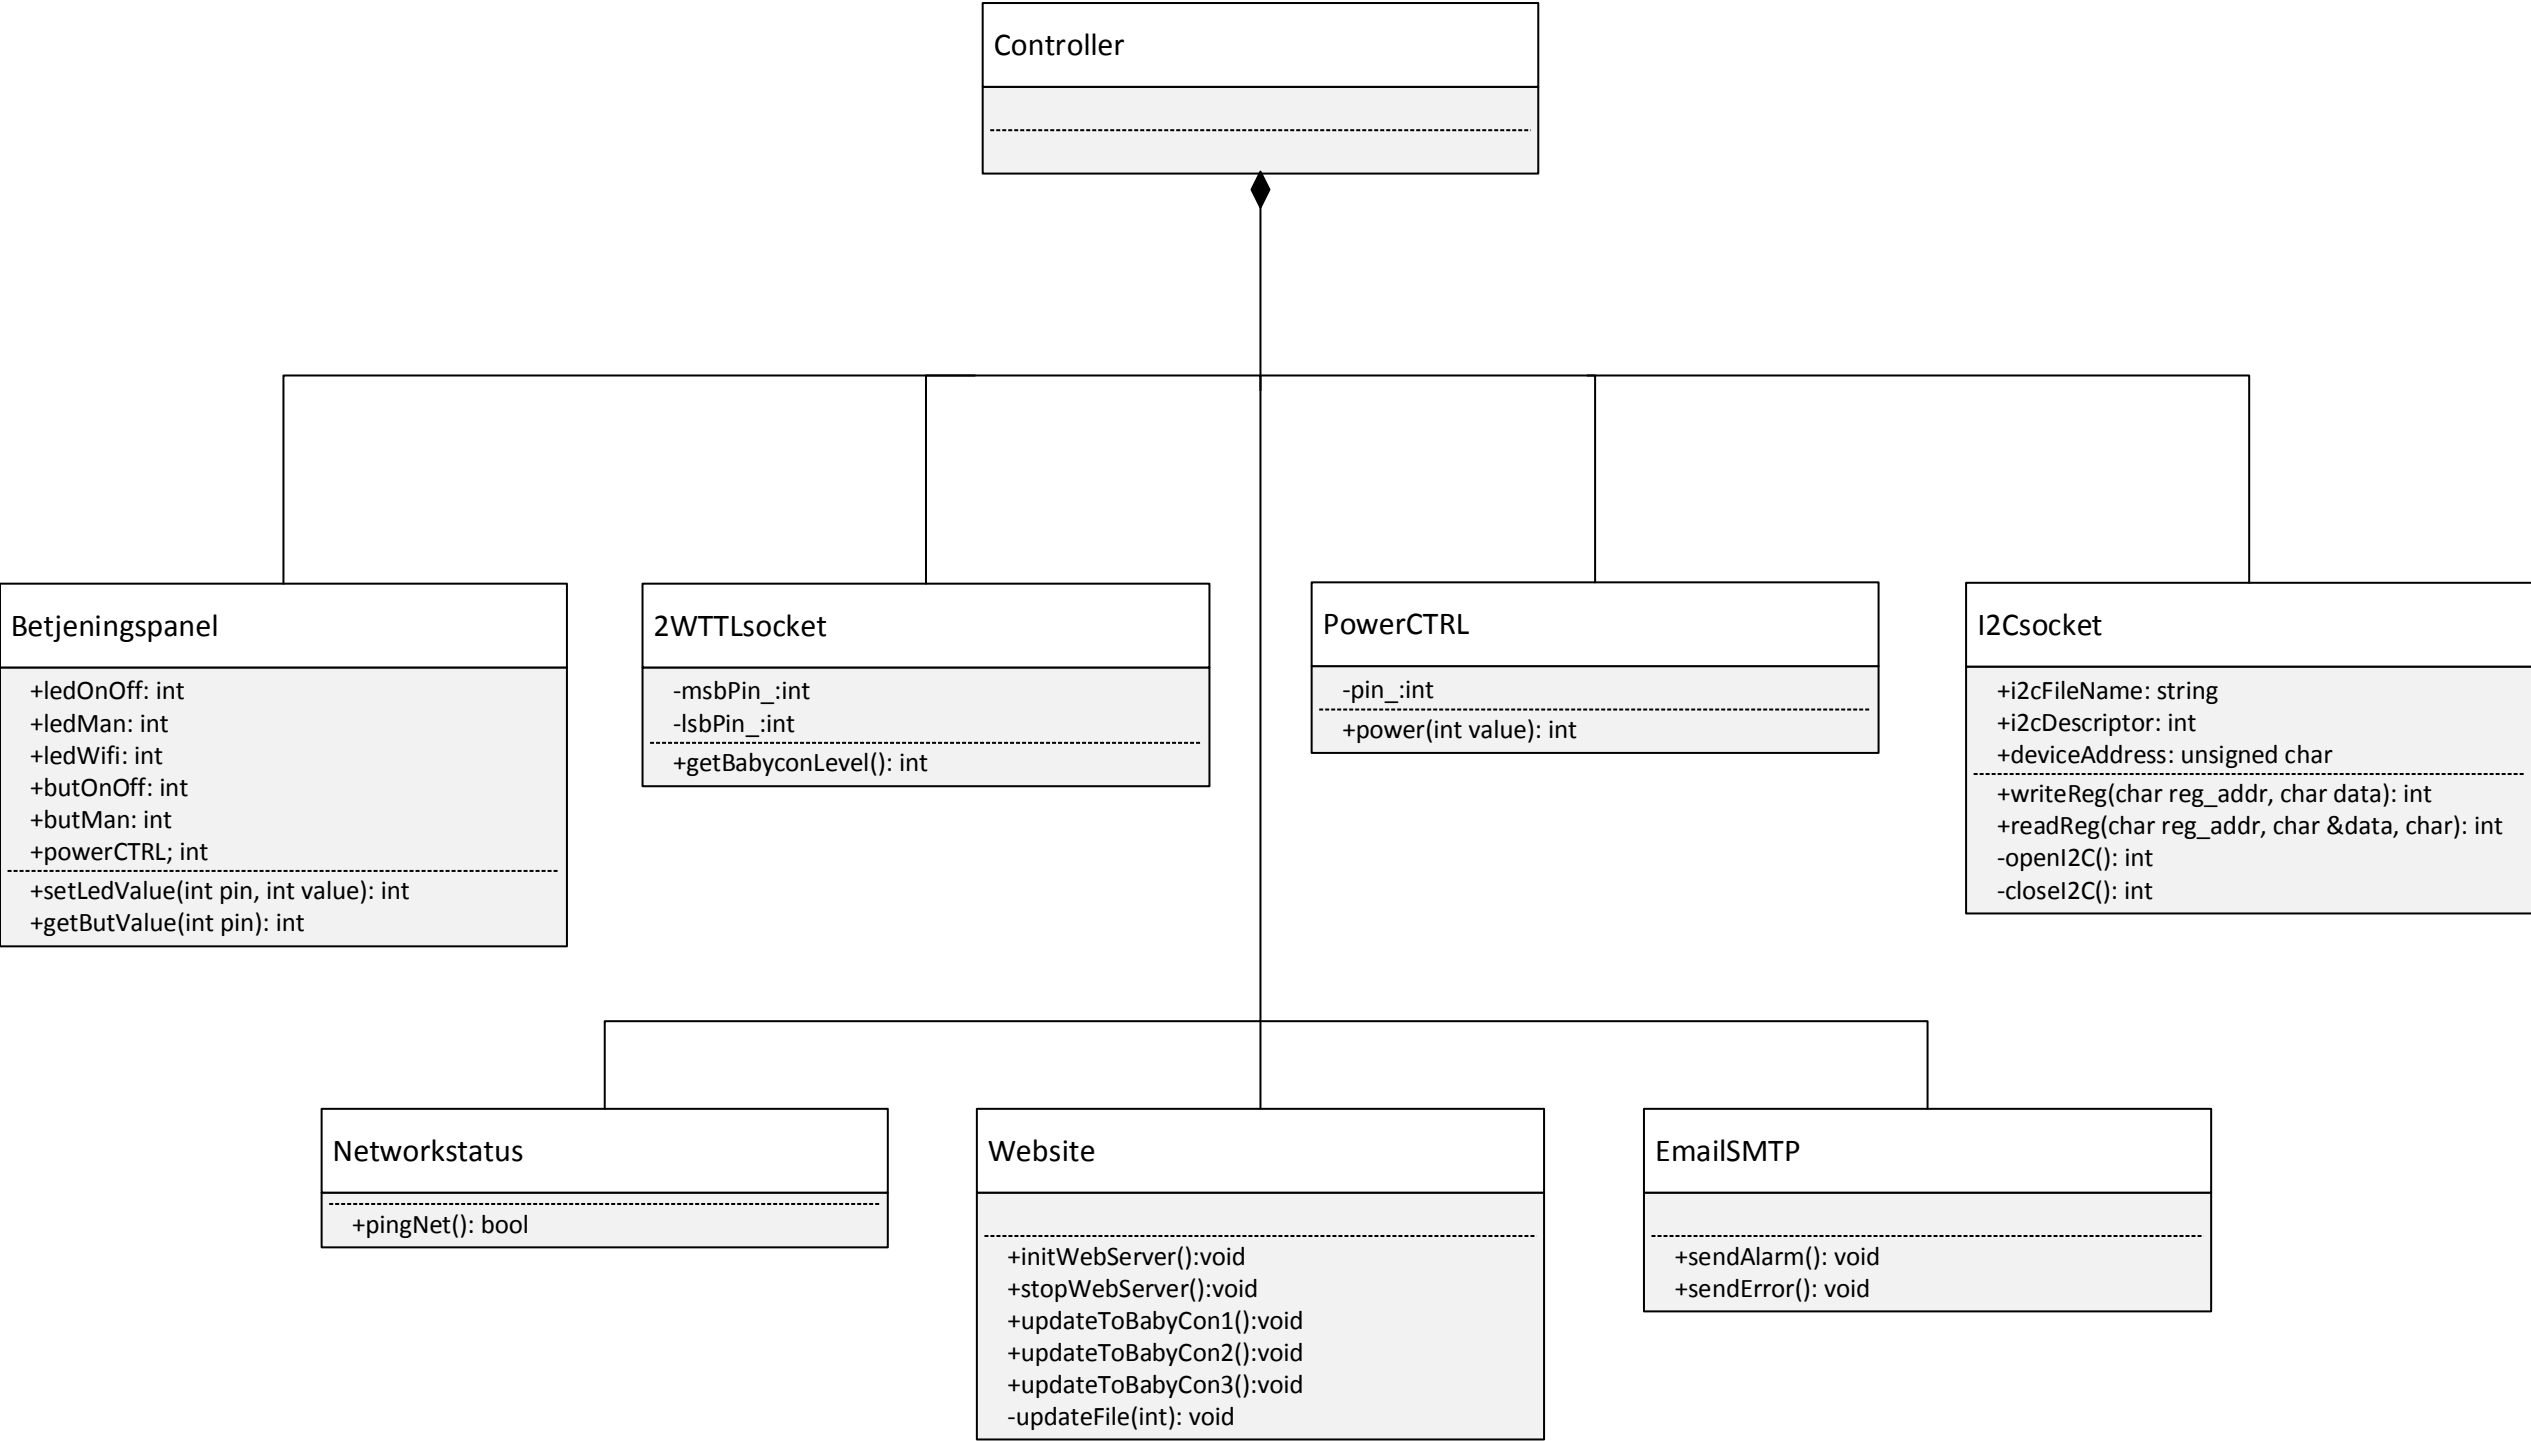 Controller
Betjeningspanel
+ledOnOff: int
+ledMan: int
+ledWifi: int
+butOnOff: int
+butMan: int
+powerCTRL; int
+setLedValue(int pin, int value): int
+getButValue(int pin): int
2WTTLsocket
-msbPin_:int
-lsbPin_:int
+getBabyconLevel(): int
PowerCTRL
-pin_:int
+power(int value): int
I2Csocket
+i2cFileName: string
+i2cDescriptor: int
+deviceAddress: unsigned char
+writeReg(char reg_addr, char data): int
+readReg(char reg_addr, char &data, char): int
-openI2C(): int
-closeI2C(): int
Networkstatus
+pingNet(): bool
Website
+initWebServer():void
+stopWebServer():void
+updateToBabyCon1():void
+updateToBabyCon2():void
+updateToBabyCon3():void
-updateFile(int): void
EmailSMTP
+sendAlarm(): void
+sendError(): void